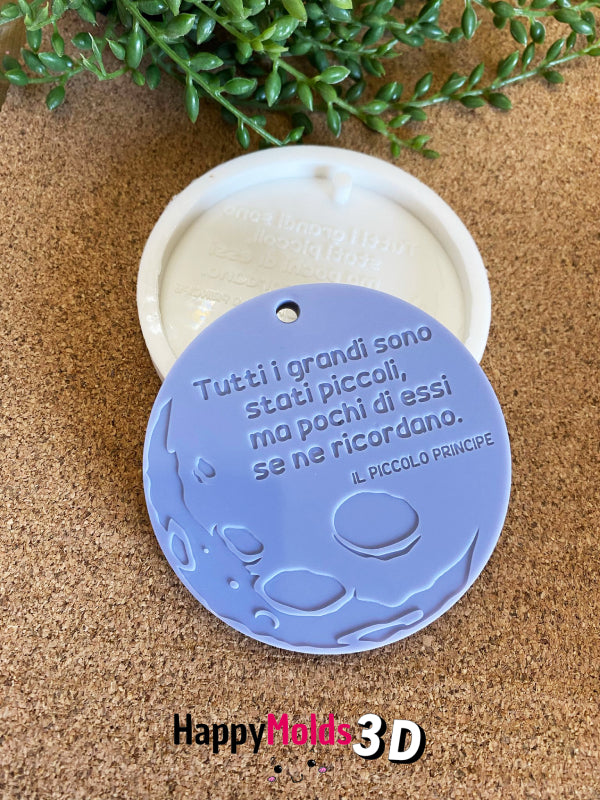 Tutti i grandi sono
stati piccoli,
ma pochi di essi
se ne ricordano.
IL PICCOLO PRINCIPE
HappyMolds3D